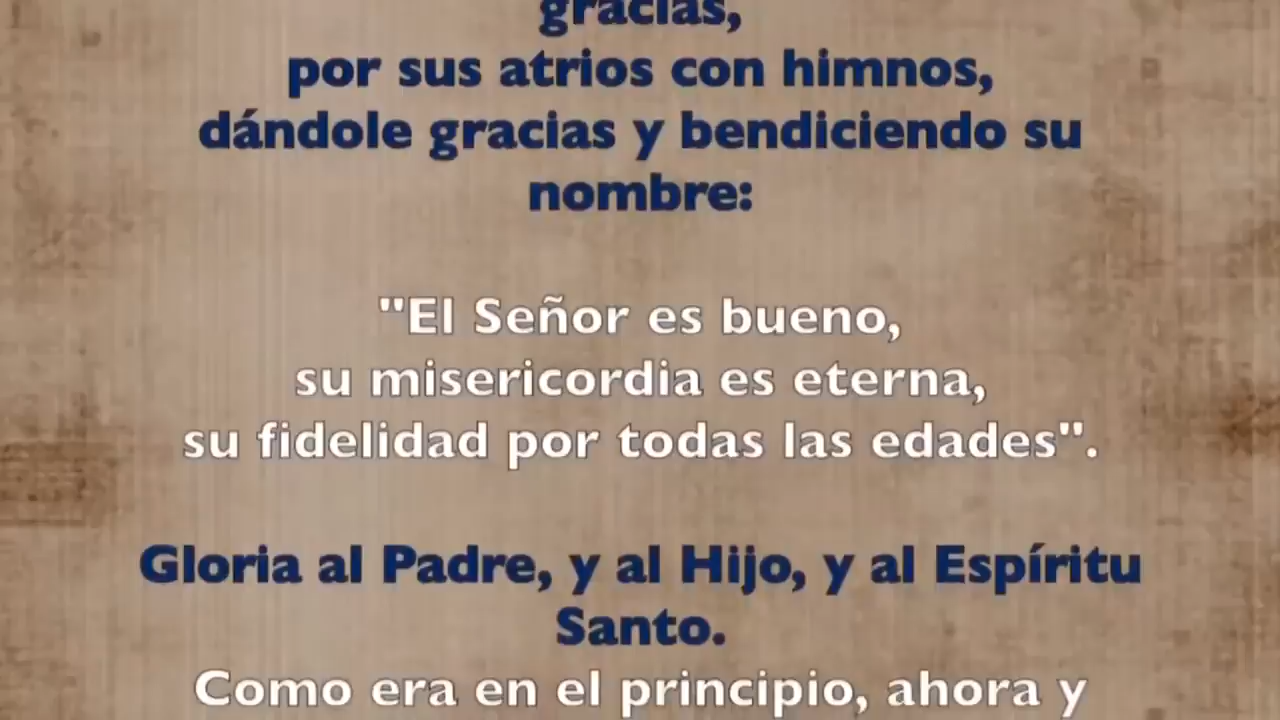 gracias,
por sus atrios con himnos,
dándole gracias y bendiciendo su
nombre:
"El Señor es bueno,
su misericordia es eterna,
su fidelidad por todas las edades".
Gloria al Padre, y al Hijo, y al Espíritu
Santo.
Como era en el principio, ahora y